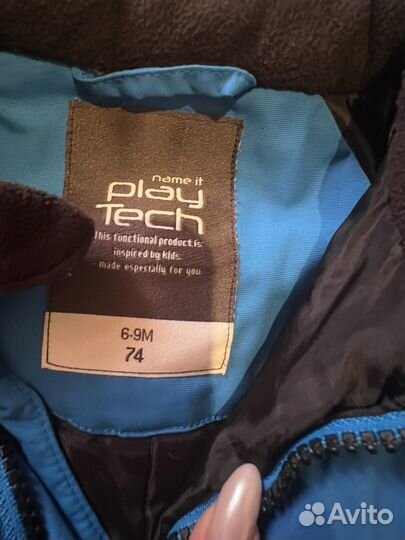 name it
play
Tech
This functional product is
inspired by kids.
made especially for you
6-9M
74
Avito